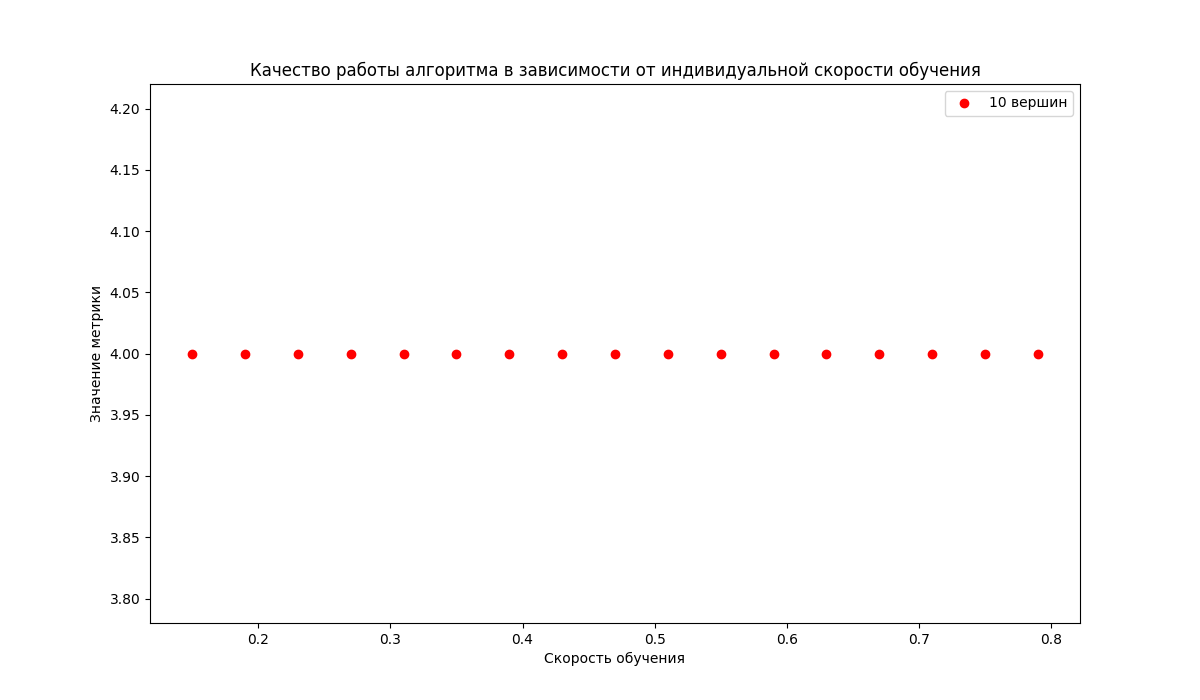 Качество работы алгоритма в зависимости от индивидуальной скорости обучения
10 вершин
4.20
4.15
4.10
4.05
4.00
3.95
3.90
3.85
3.80
Значение метрики
0.2 0.3 0.4 0.5 0.6 0.7 0.8
Скорость обучения